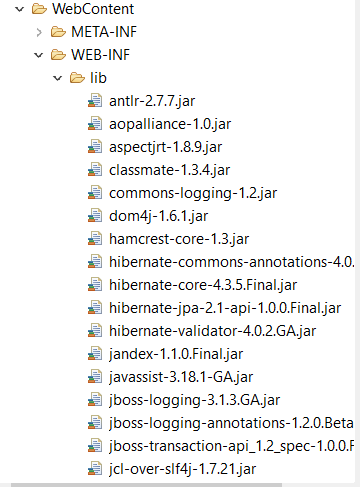 WebContent
META-INF
WEB-INF
lib
antlr-2.7.7.jar
aopalliance-1.0.jar
aspectjrt-1.8.9.jar
classmate-1.3.4.jar
commons-logging-1.2.jar
dom4j-1.6.1.jar
hamcrest-core-1.3.jar
hibernate-commons-annotations-4.0.
hibernate-core-4.3.5.Final.jar
hibernate-jpa-2.1-api-1.0.0.Final.jar
hibernate-validator-4.0.2.GA.jar
jandex-1.1.0.Final.jar
javassist-3.18.1-GA.jar
jboss-logging-3.1.3.GA.jar
jboss-logging-annotations-1.2.0.Beta
jboss-transaction-api_1.2_spec-1.0.0.F
jcl-over-slf4j-1.7.21.jar